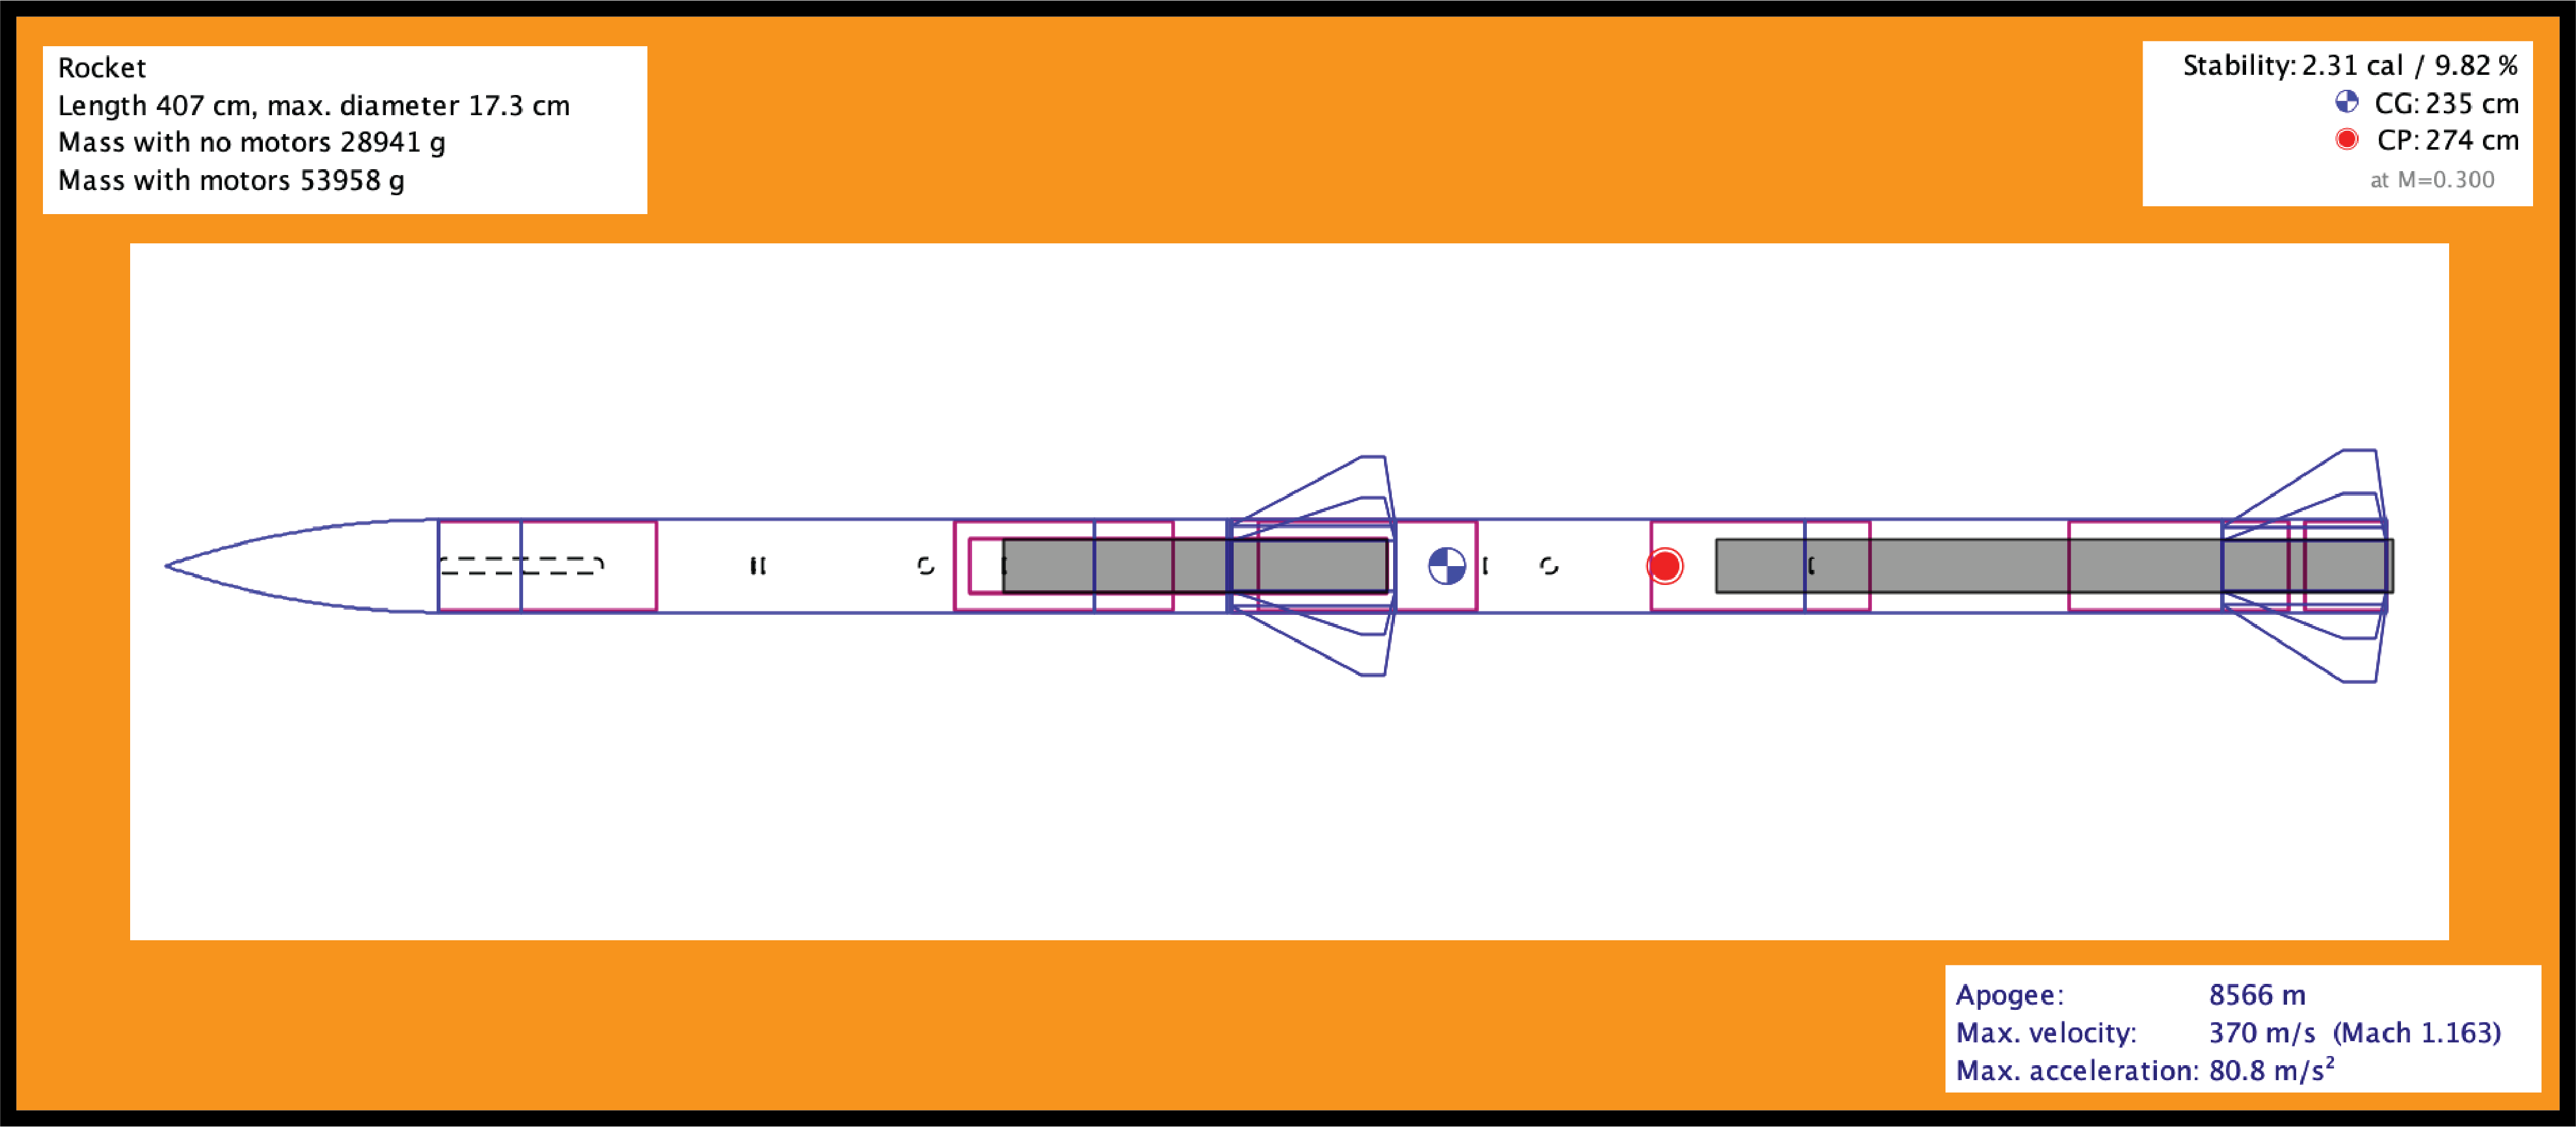 Rocket
Length 407 cm, max. diameter 17.3 cm
Mass with no motors 28941 g
Mass with motors 53958 g
Stability: 2.31 cal / 9.82 %
CG: 235 cm
CP: 274 cm
at M=0.300
Apogee: 8566 m
Max. velocity: 370 m/s (Mach 1.163)
Max. acceleration: 80.8 m/s²